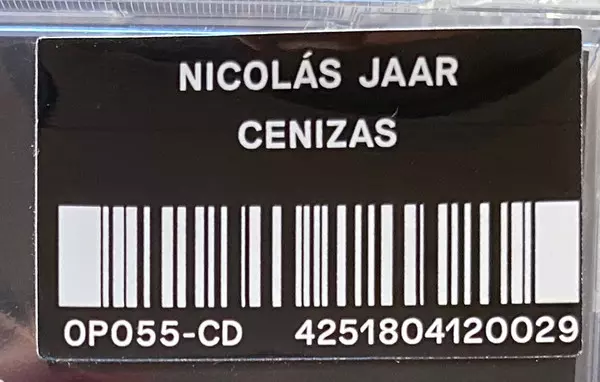 NICOLÁS JAAR
CENIZAS
OP055-CD 4251804120029